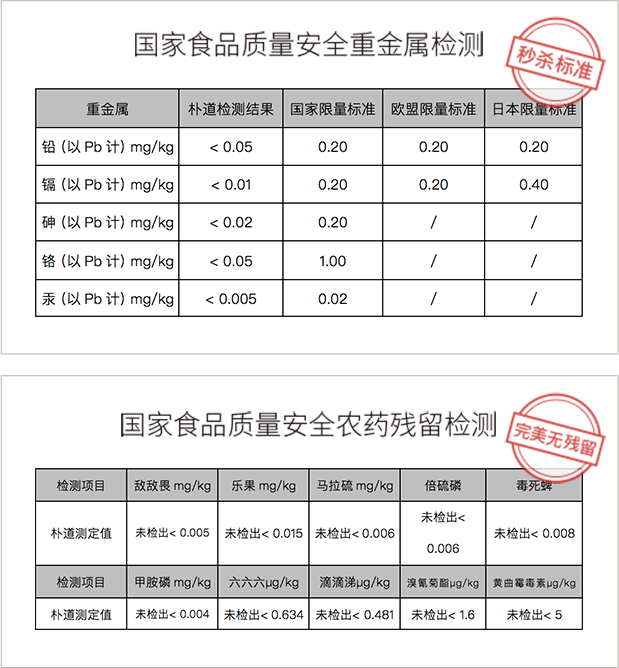 国家食品质量安全重金属检测
秒杀标准
重金属 朴道检测结果 国家限量标准 欧盟限量标准 日本限量标准
铅（以 Pb 计）mg/kg < 0.05 0.20 0.20 0.20
镉（以 Pb 计）mg/kg < 0.01 0.20 0.20 0.40
砷（以 Pb 计）mg/kg < 0.02 0.20 / /
铬（以 Pb 计）mg/kg < 0.05 1.00 / /
汞（以 Pb 计）mg/kg < 0.005 0.02 / /
国家食品质量安全农药残留检测
完美无残留
检测项目 敌敌畏 mg/kg 乐果 mg/kg 马拉硫 mg/kg 倍硫磷 毒死蜱
朴道测定值 未检出< 0.005 未检出< 0.015 未检出< 0.006 未检出< 0.006 未检出< 0.008
检测项目 甲胺磷 mg/kg 六六六μg/kg 滴滴涕μg/kg 溴氰菊酯μg/kg 黄曲霉毒素μg/kg
朴道测定值 未检出< 0.004 未检出< 0.634 未检出< 0.481 未检出< 1.6 未检出< 5